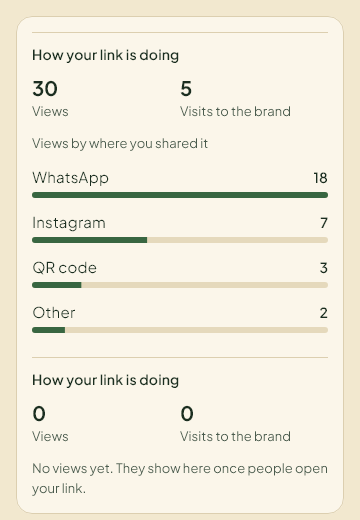 How your link is doing
30 5
Views Visits to the brand
Views by where you shared it
WhatsApp 18
Instagram 7
QR code 3
Other 2
How your link is doing
0 0
Views Visits to the brand
No views yet. They show here once people open
your link.